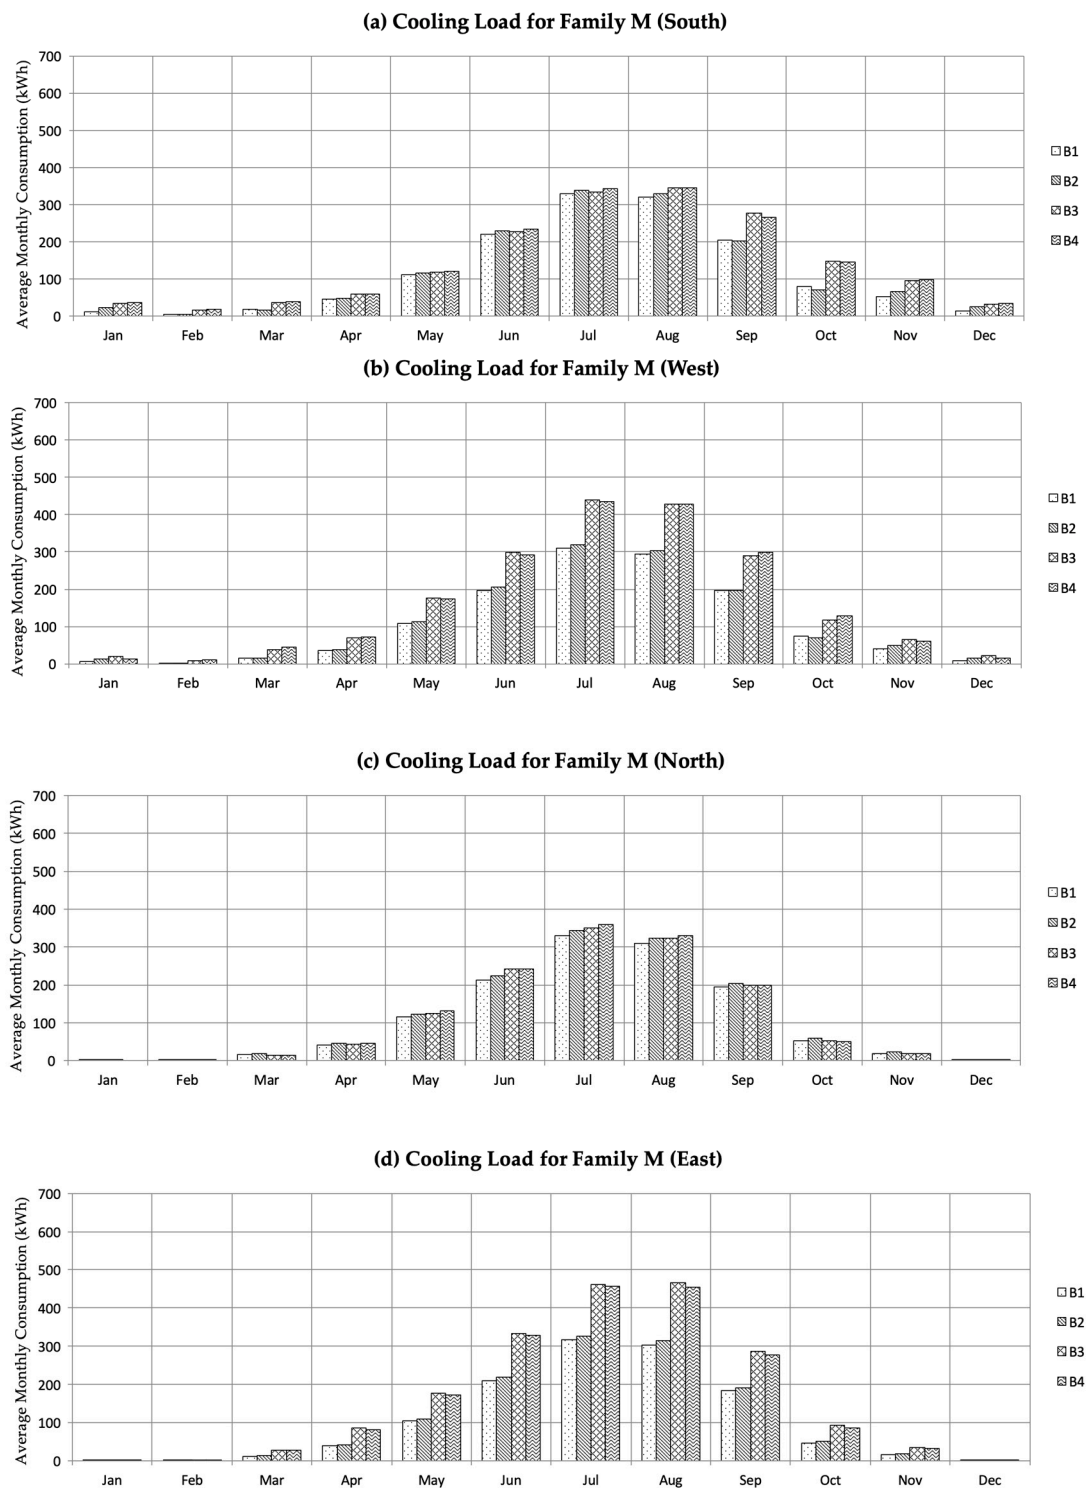 (a) Cooling Load for Family M (South)
Average Monthly Consumption (kWh)
700
600
500
400
300
200
100
0
Jan Feb Mar Apr May Jun Jul Aug Sep Oct Nov Dec
B1
B2
B3
B4
(b) Cooling Load for Family M (West)
Average Monthly Consumption (kWh)
700
600
500
400
300
200
100
0
Jan Feb Mar Apr May Jun Jul Aug Sep Oct Nov Dec
B1
B2
B3
B4
(c) Cooling Load for Family M (North)
Average Monthly Consumption (kWh)
700
600
500
400
300
200
100
0
Jan Feb Mar Apr May Jun Jul Aug Sep Oct Nov Dec
B1
B2
B3
B4
(d) Cooling Load for Family M (East)
Average Monthly Consumption (kWh)
700
600
500
400
300
200
100
0
Jan Feb Mar Apr May Jun Jul Aug Sep Oct Nov Dec
B1
B2
B3
B4